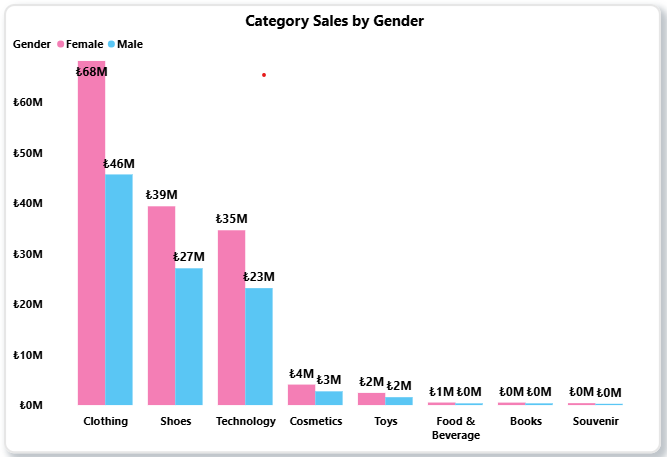 Category Sales by Gender
Gender Female Male
₺68M
₺60M
₺50M
₺46M
₺40M
₺39M
₺35M
₺30M
₺27M
₺23M
₺20M
₺10M
₺4M ₺3M ₺2M ₺2M ₺1M ₺0M ₺0M ₺0M ₺0M ₺0M
₺0M
Clothing Shoes Technology Cosmetics Toys Food & Books Souvenir
Beverage